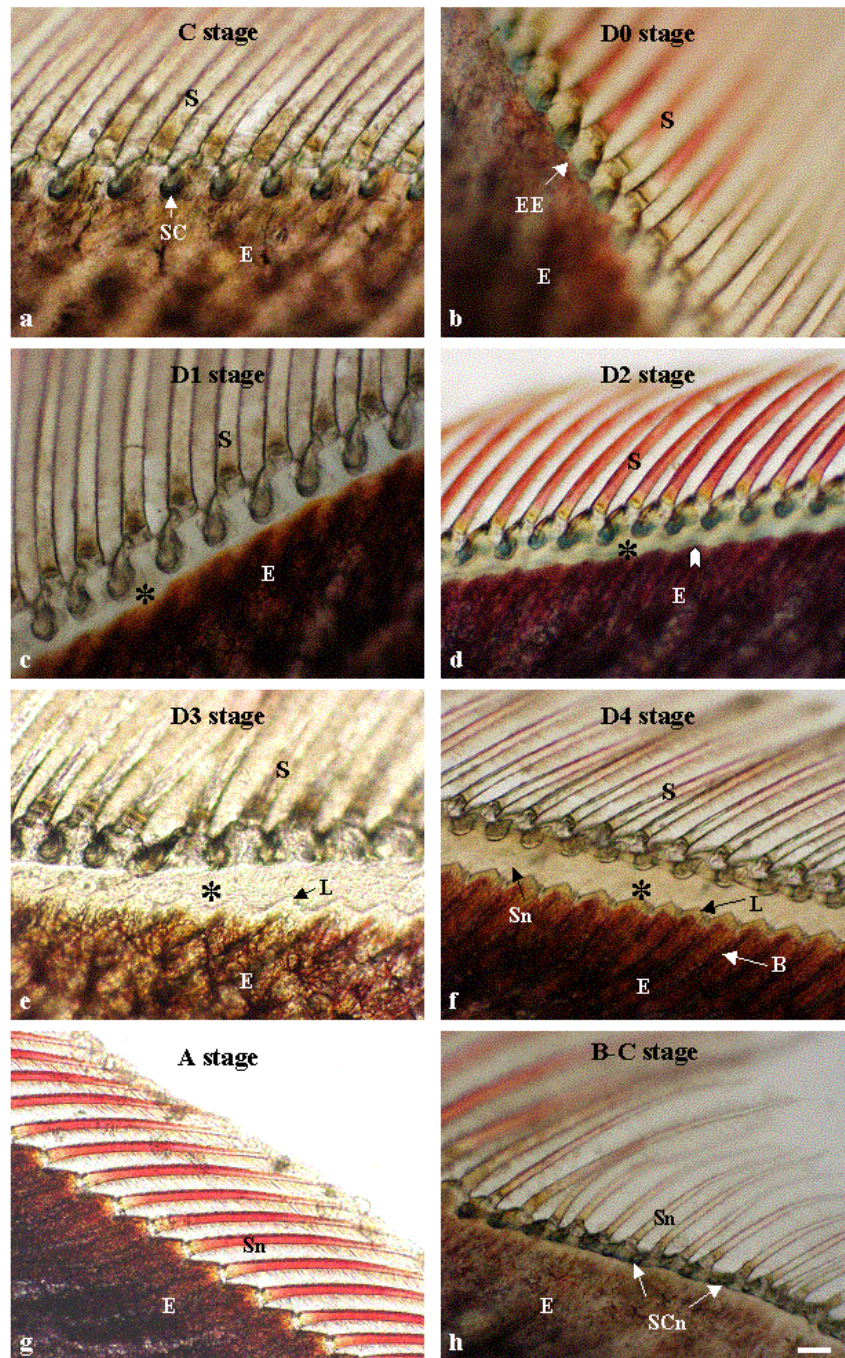 C stage
S
SC
E
a
D0 stage
S
EE
E
b
D1 stage
S
*
E
c
D2 stage
S
*
E
d
D3 stage
S
*
L
E
e
D4 stage
S
*
Sn
L
B
E
f
A stage
Sn
E
g
B-C stage
Sn
SCn
E
h